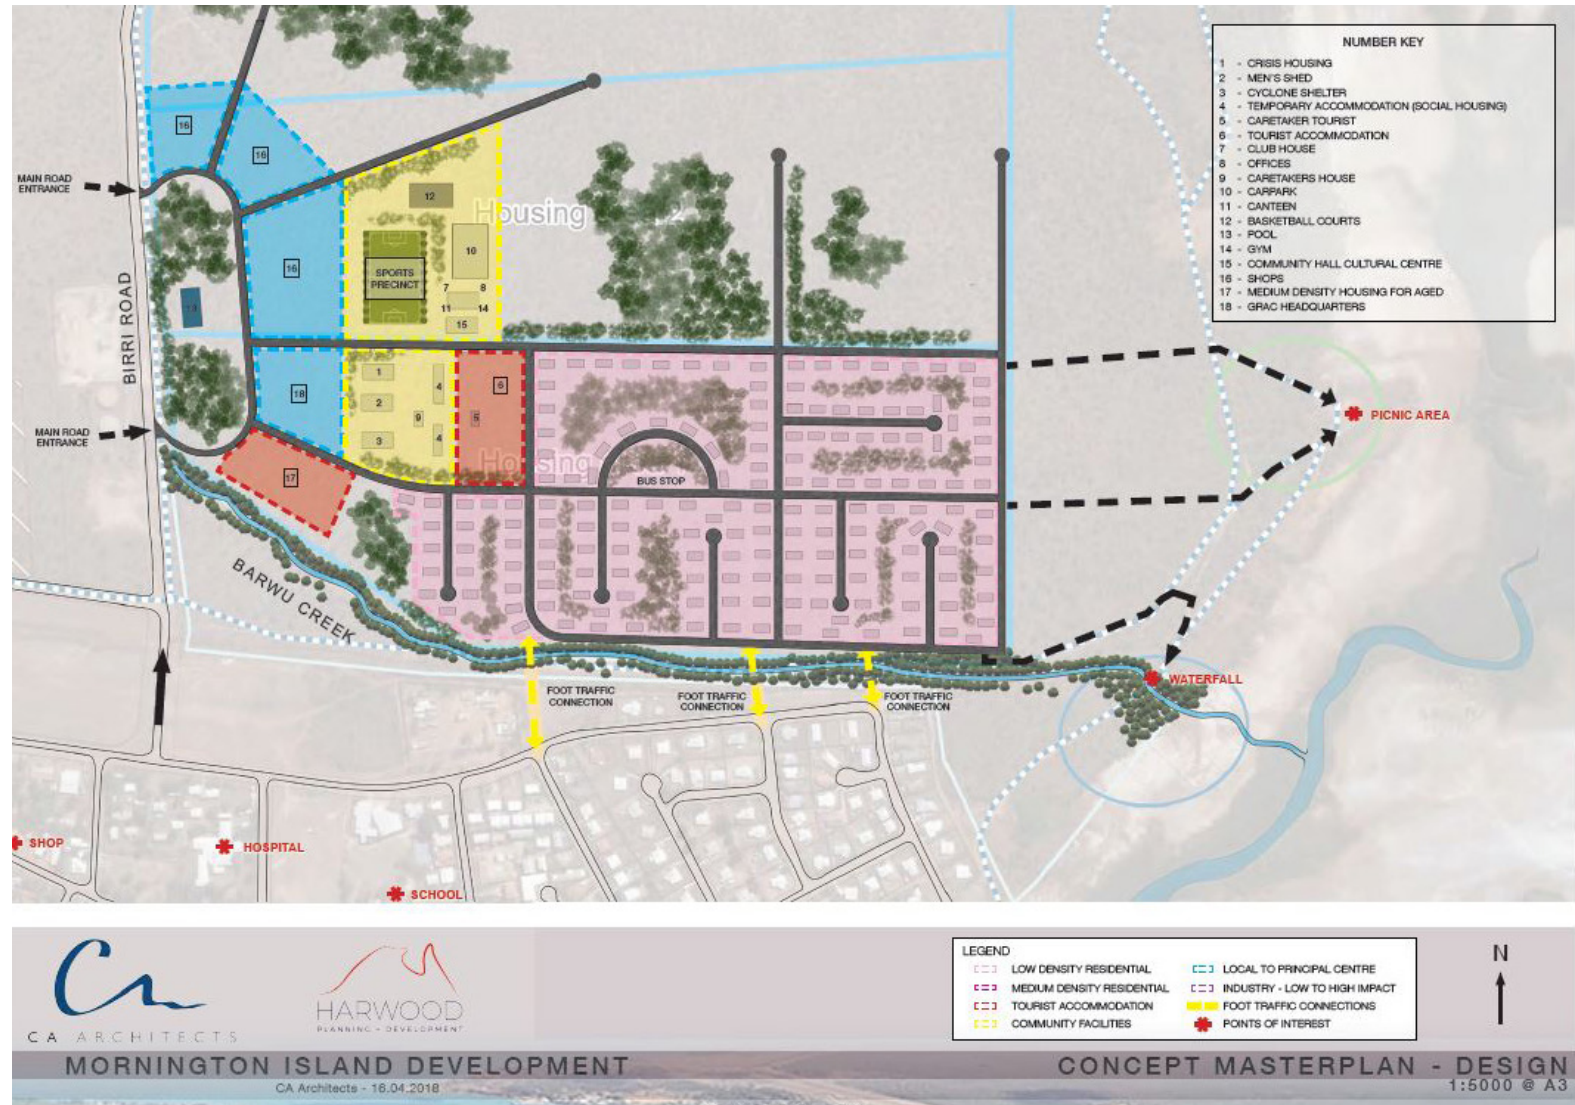 NUMBER KEY
1 - CRISIS HOUSING
2 - MEN'S SHED
3 - CYCLONE SHELTER
4 - TEMPORARY ACCOMMODATION (SOCIAL HOUSING)
5 - CARETAKER TOURIST
6 - TOURIST ACCOMMODATION
7 - CLUB HOUSE
8 - OFFICES
9 - CARETAKERS HOUSE
10 - CARPARK
11 - CANTEEN
12 - BASKETBALL COURTS
13 - POOL
14 - GYM
15 - COMMUNITY HALL CULTURAL CENTRE
16 - SHOPS
17 - MEDIUM DENSITY HOUSING FOR AGED
18 - GRAC HEADQUARTERS
16
16
MAIN ROAD
ENTRANCE
12
Housing
16
10
SPORTS
PRECINCT
7
8
11
14
15
13
BIRRI ROAD
1
4
6
18
2
9
5
3
4
Housing
MAIN ROAD
ENTRANCE
17
BUS STOP
PICNIC AREA
BARWU CREEK
WATERFALL
FOOT TRAFFIC
CONNECTION
FOOT TRAFFIC
CONNECTION
FOOT TRAFFIC
CONNECTION
SHOP
HOSPITAL
SCHOOL
CA ARCHITECTS
HARWOOD
PLANNING + DEVELOPMENT
LEGEND
LOW DENSITY RESIDENTIAL
MEDIUM DENSITY RESIDENTIAL
TOURIST ACCOMMODATION
COMMUNITY FACILITIES
LOCAL TO PRINCIPAL CENTRE
INDUSTRY - LOW TO HIGH IMPACT
FOOT TRAFFIC CONNECTIONS
POINTS OF INTEREST
N
MORNINGTON ISLAND DEVELOPMENT
CA Architects - 16.04.2018
CONCEPT MASTERPLAN - DESIGN
1:5000 @ A3